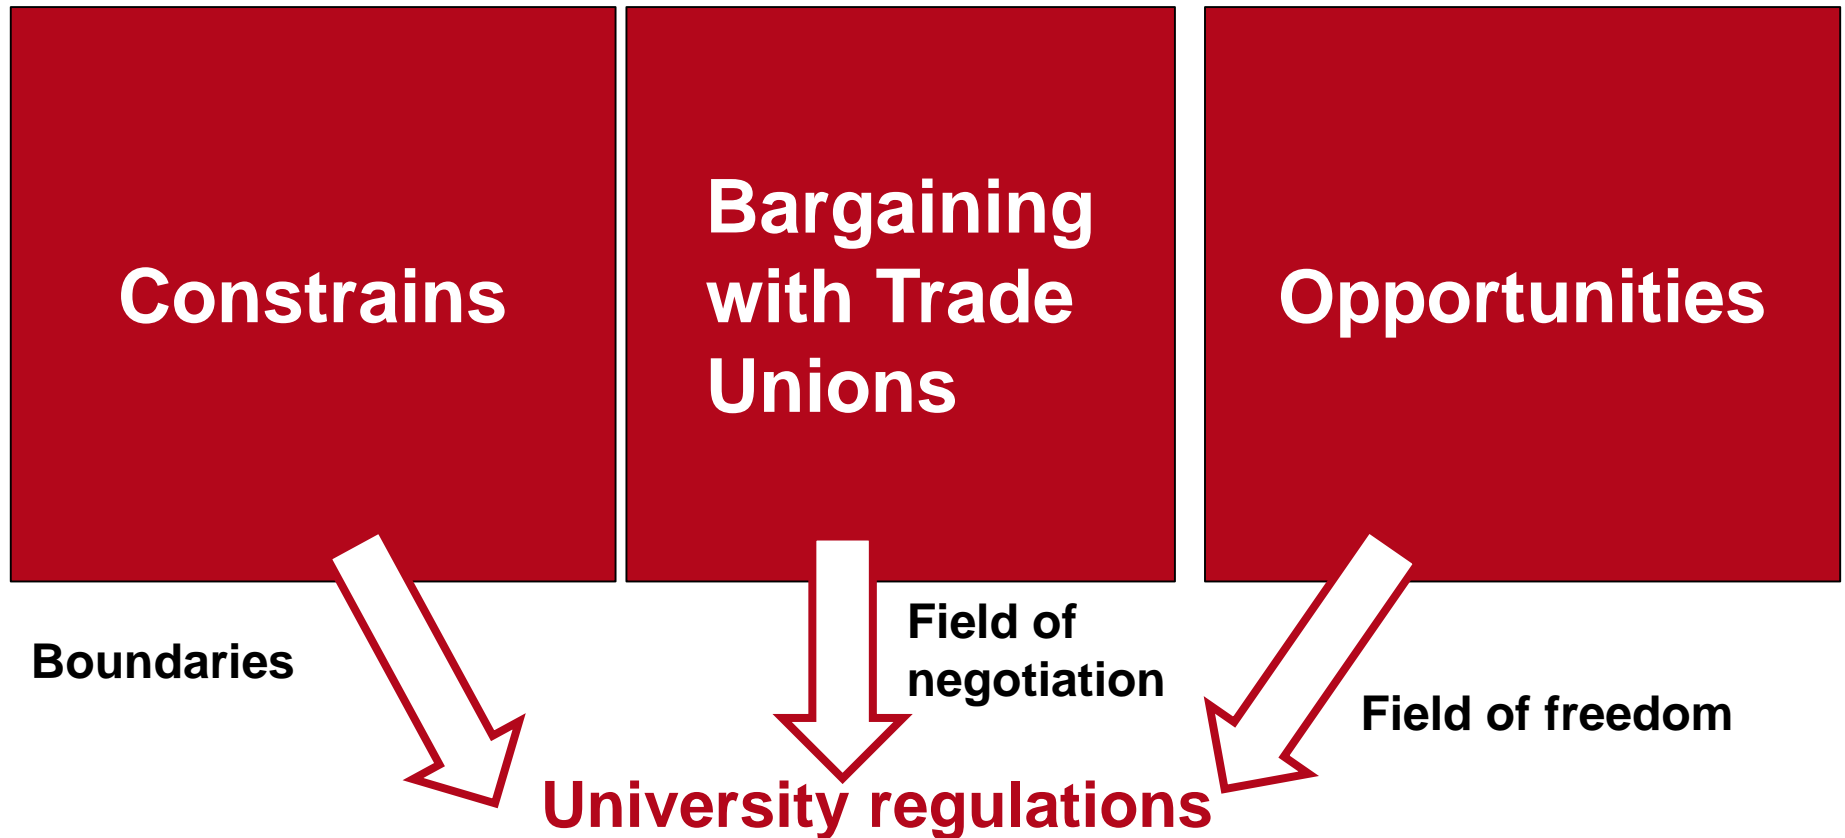 Constrains
Bargaining
with Trade
Unions
Opportunities
Boundaries
Field of
negotiation
Field of freedom
University regulations